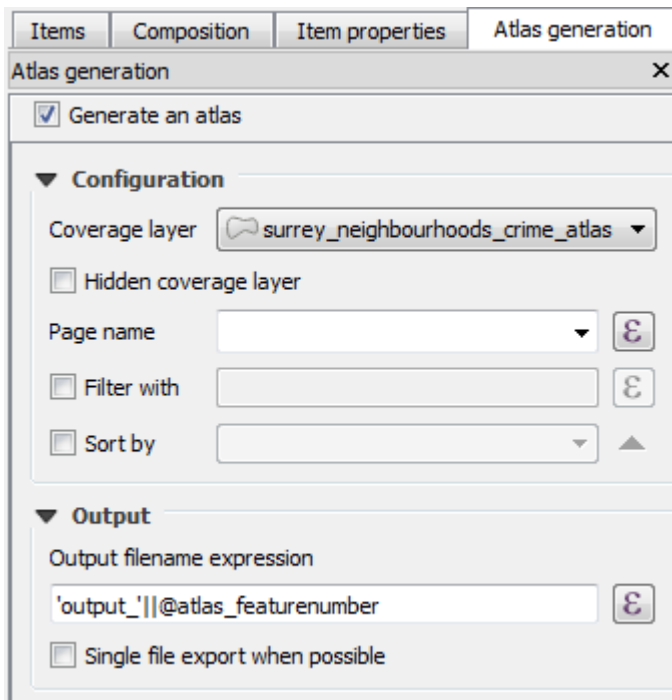 Items Composition Item properties Atlas generation
Atlas generation
Generate an atlas
Configuration
Coverage layer surrey_neighbourhoods_crime_atlas
Hidden coverage layer
Page name ε
Filter with ε
Sort by
Output
Output filename expression
'output_'||@atlas_featurenumber ε
Single file export when possible